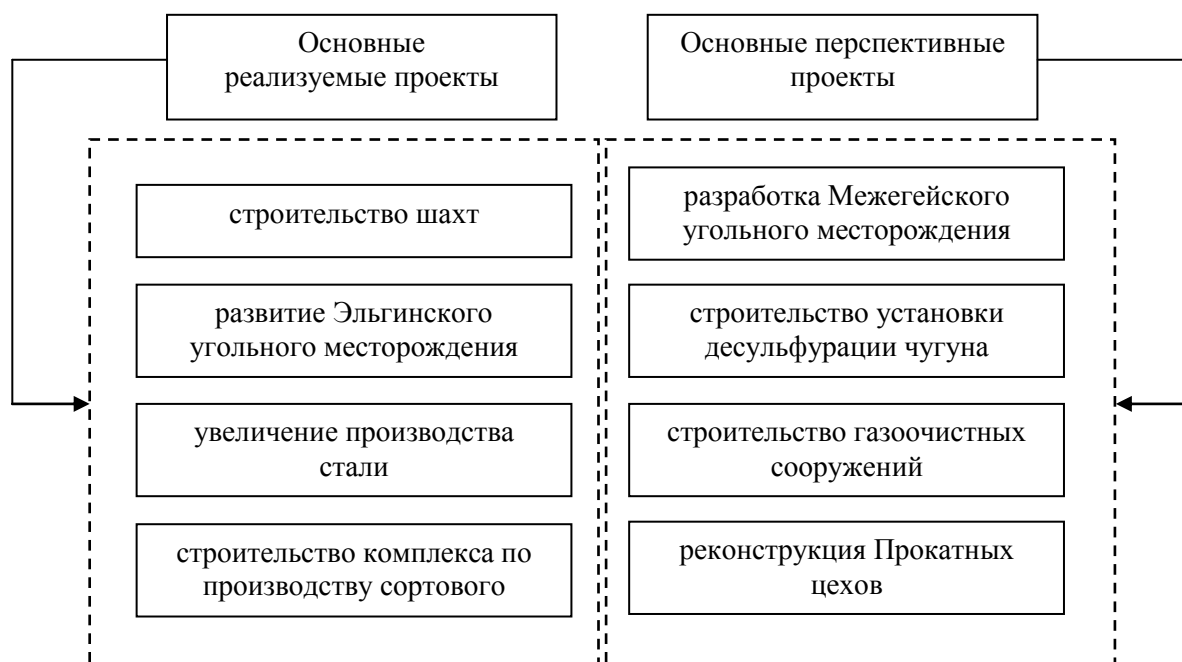 Основные
реализуемые проекты
Основные перспективные
проекты
строительство шахт
развитие Эльгинского
угольного месторождения
увеличение производства
стали
строительство комплекса по
производству сортового
разработка Межегейского
угольного месторождения
строительство установки
десульфурации чугуна
строительство газоочистных
сооружений
реконструкция Прокатных
цехов